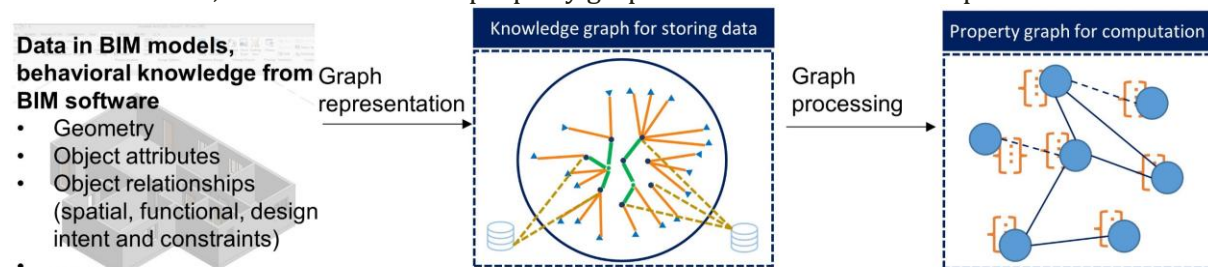 Data in BIM models,
behavioral knowledge from
BIM software
• Geometry
• Object attributes
• Object relationships
(spatial, functional, design
intent and constraints)
•
Graph
representation
Knowledge graph for storing data
Graph
processing
Property graph for computation
{:}
{:}
{:}
{:}
{:}
{:}
{:}